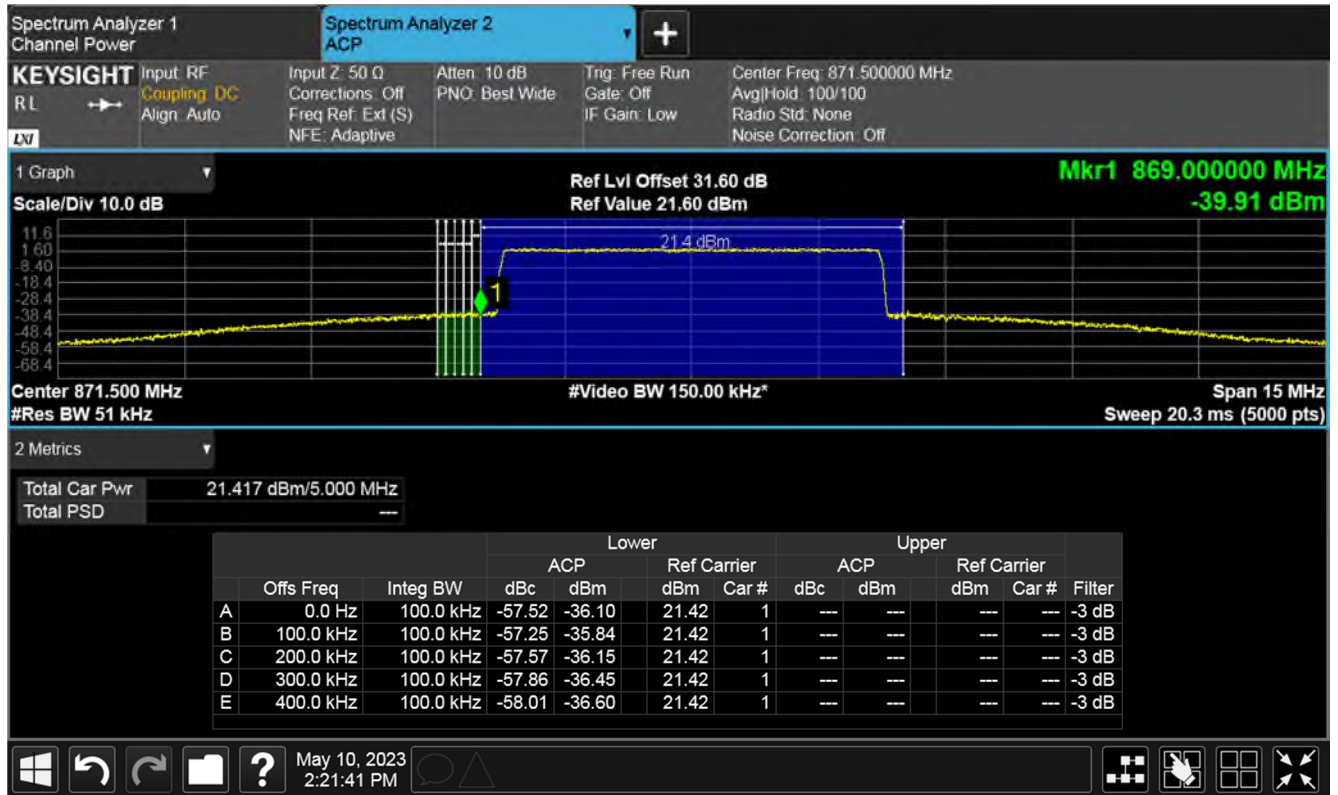 Spectrum Analyzer 1
Channel Power
Spectrum Analyzer 2
ACP
+
KEYSIGHT
RL
LXI
Input: RF
Coupling: DC
Align: Auto
Input Z: 50 Ω
Corrections: Off
Freq Ref: Ext (S)
NFE: Adaptive
Atten: 10 dB
PNO: Best Wide
Trig: Free Run
Gate: Off
IF Gain: Low
Center Freq: 871.500000 MHz
Avg|Hold: 100/100
Radio Std: None
Noise Correction: Off
1 Graph
Scale/Div 10.0 dB
Ref Lvl Offset 31.60 dB
Ref Value 21.60 dBm
Mkr1 869.000000 MHz
-39.91 dBm
11.6
1.60
-8.40
-18.4
-28.4
-38.4
-48.4
-58.4
-68.4
21.4 dBm
1
Center 871.500 MHz
#Res BW 51 kHz
#Video BW 150.00 kHz*
Span 15 MHz
Sweep 20.3 ms (5000 pts)
2 Metrics
Total Car Pwr 21.417 dBm/5.000 MHz
Total PSD ---
Lower Upper
ACP Ref Carrier ACP Ref Carrier
Offs Freq Integ BW dBc dBm dBm Car # dBc dBm dBm Car # Filter
A 0.0 Hz 100.0 kHz -57.52 -36.10 21.42 1 --- --- --- --- -3 dB
B 100.0 kHz 100.0 kHz -57.25 -35.84 21.42 1 --- --- --- --- -3 dB
C 200.0 kHz 100.0 kHz -57.57 -36.15 21.42 1 --- --- --- --- -3 dB
D 300.0 kHz 100.0 kHz -57.86 -36.45 21.42 1 --- --- --- --- -3 dB
E 400.0 kHz 100.0 kHz -58.01 -36.60 21.42 1 --- --- --- --- -3 dB
?
May 10, 2023
2:21:41 PM